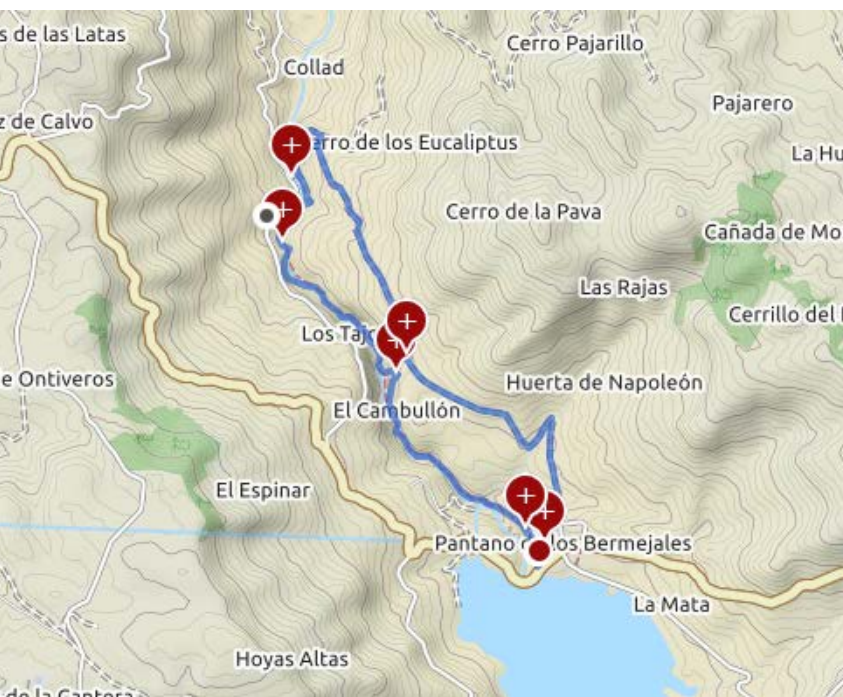 s de las Latas
Cerro Pajarillo
Collad
Pajarero
z de Calvo
erro de los Eucaliptus
La Hu
Cerro de la Pava
Cañada de Mo
Las Rajas
Cerrillo del
Los Taj
e Ontiveros
Huerta de Napoleón
El Cambullón
El Espinar
Pantano los Bermejales
La Mata
Hoyas Altas
de la Cantera